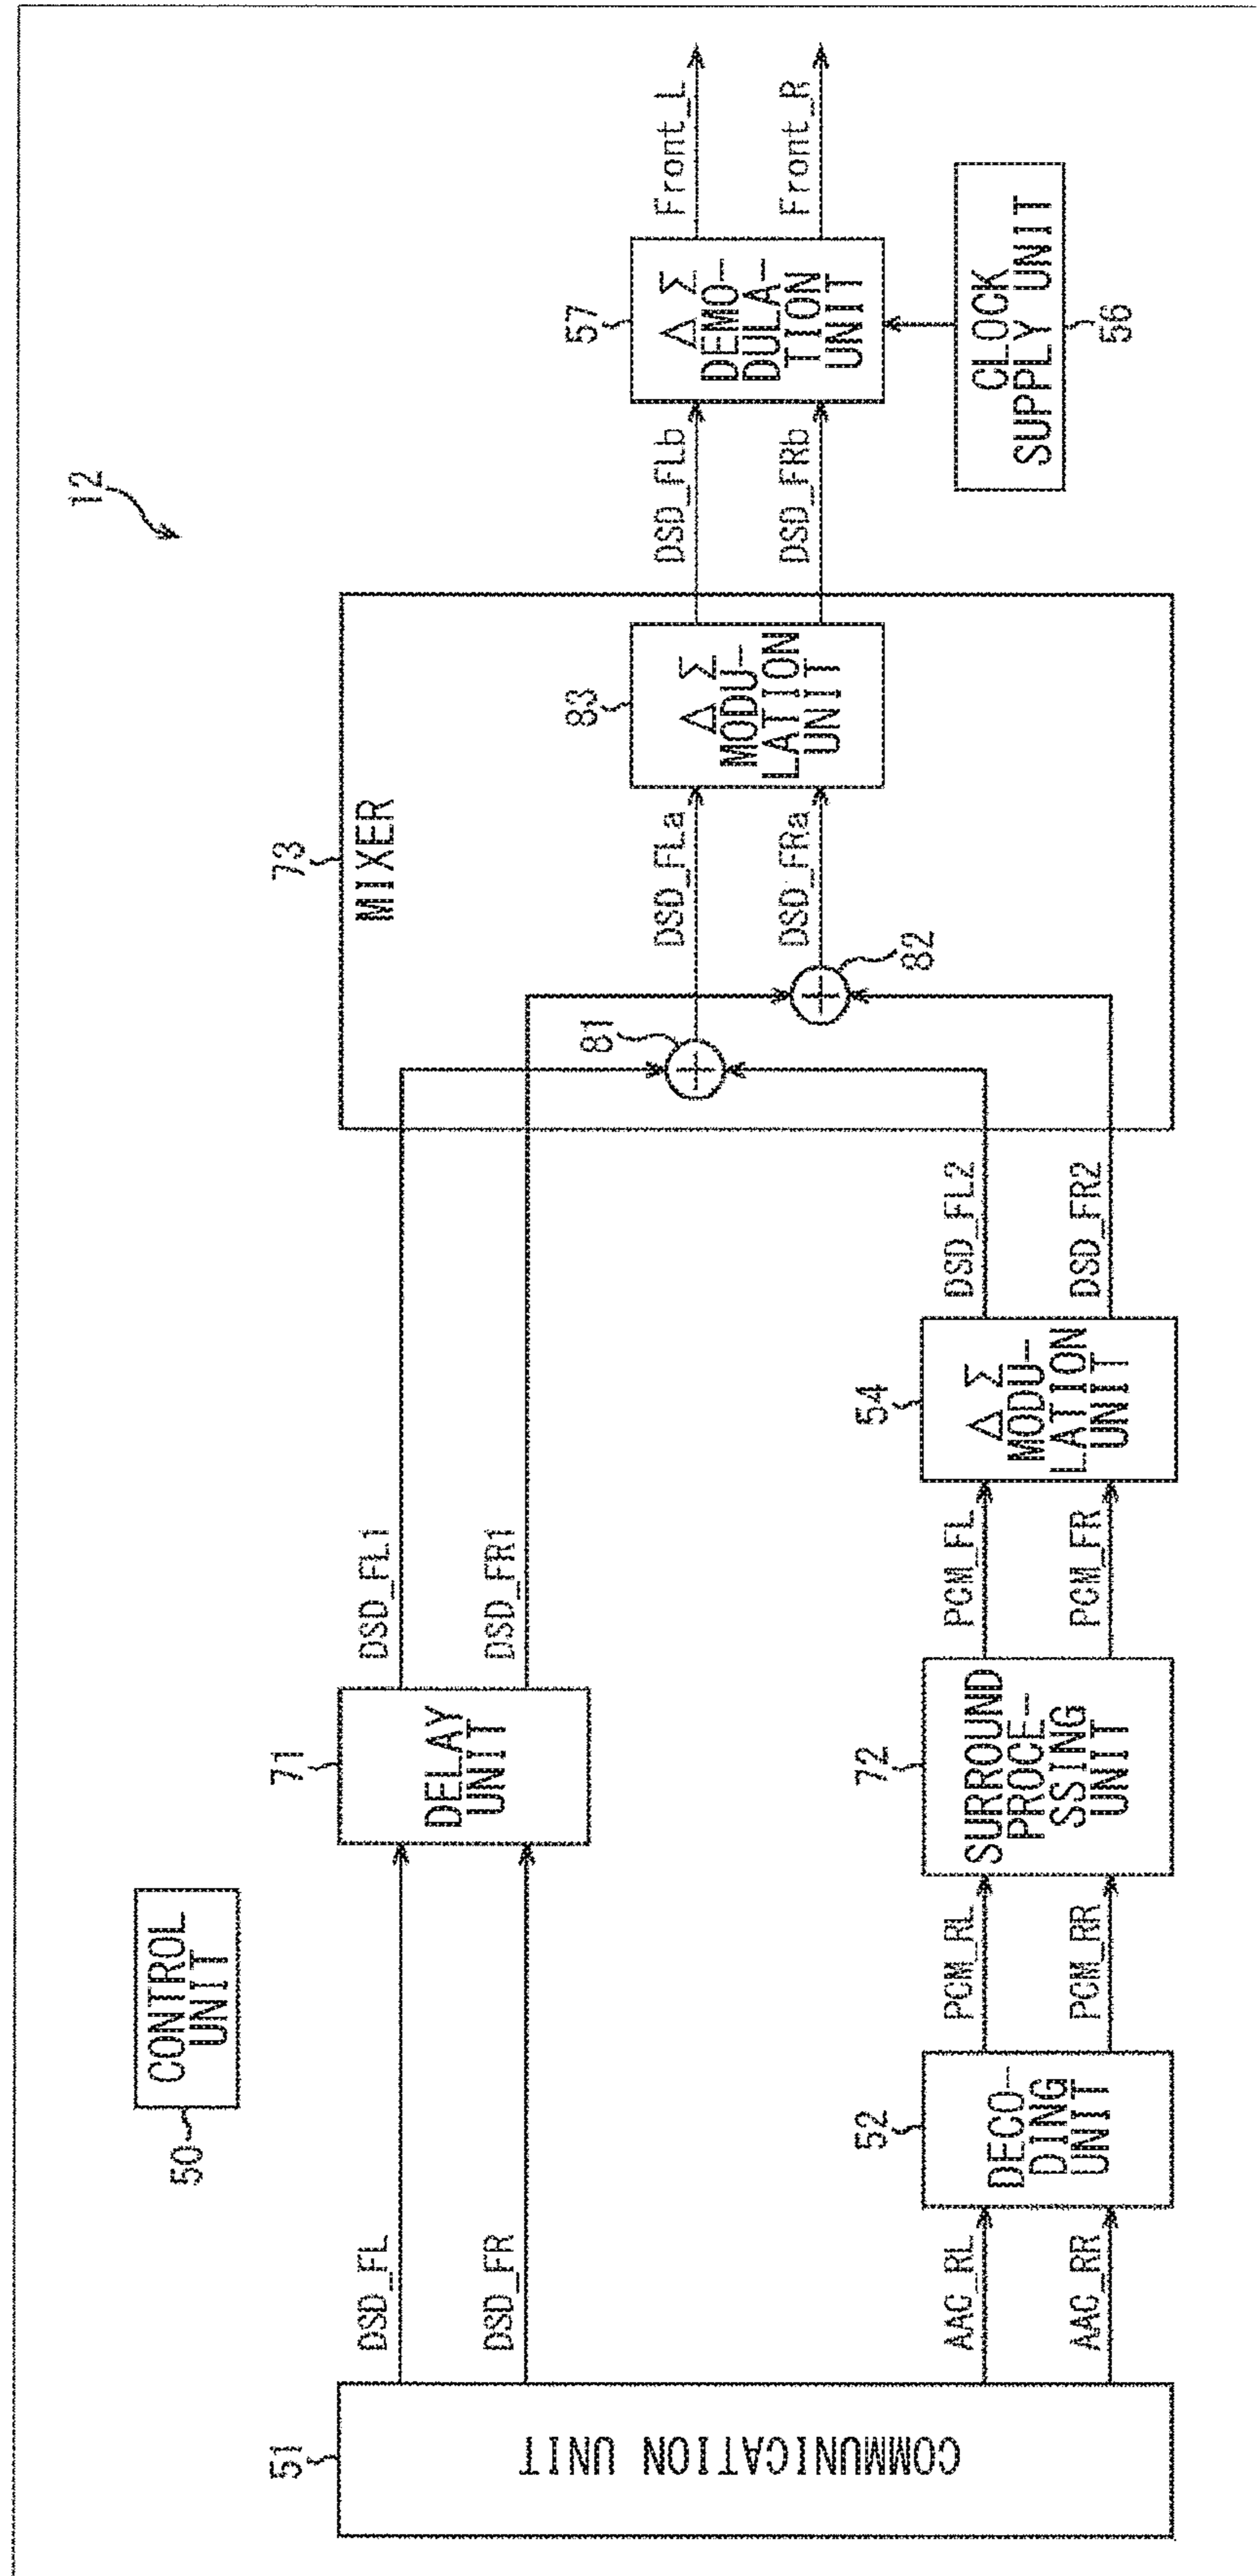 12
50
CONTROL
UNIT
51
COMMUNICATION UNIT
DSD_FL
DSD_FR
71
DELAY
UNIT
DSD_FL1
DSD_FR1
AAC_RL
AAC_RR
52
DECO-
DING
UNIT
PCM_RL
PCM_RR
72
SURROUND
PROCE-
SSING
UNIT
PCM_FL
PCM_FR
54
Δ Σ
MODU-
LATION
UNIT
DSD_FL2
DSD_FR2
73
MIXER
81
82
DSD_FLa
DSD_FRa
83
Δ Σ
MODU-
LATION
UNIT
DSD_FLb
DSD_FRb
57
Δ Σ
DEMO-
DULA-
TION
UNIT
Front_L
Front_R
CLOCK
SUPPLY UNIT
56